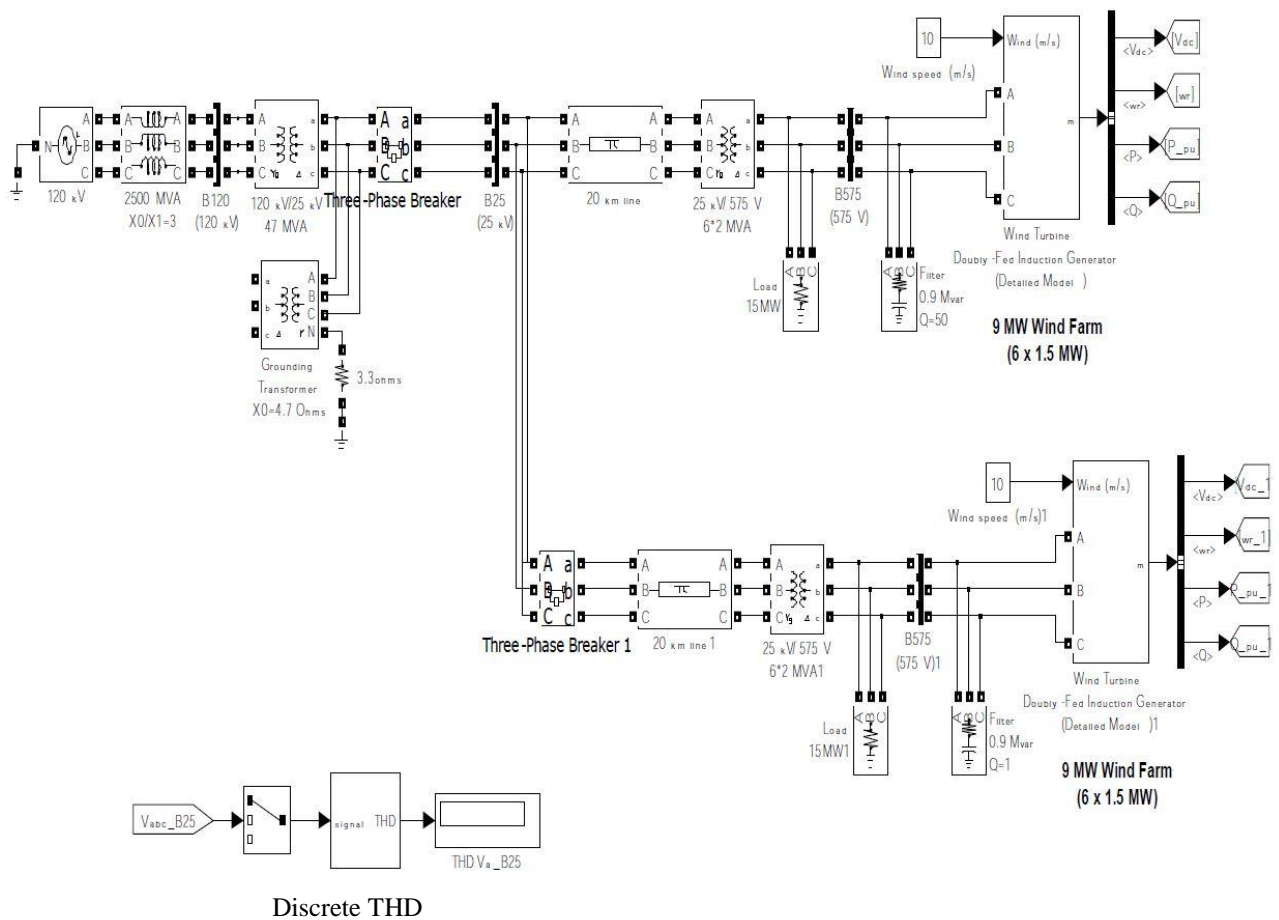 10
Wind speed (m/s)
Wind (m/s)
A
B
C
m
Wind Turbine
Doubly -Fed Induction Generator
(Detailed Model )
<Vdc>
[Vdc]
<wr>
[wr]
<P>
[P_pu]
<Q>
[Q_pu]
9 MW Wind Farm
(6 x 1.5 MW)
N
A
B
C
120 kV
A A
B B
C C
2500 MVA
X0/X1=3
B120
(120 kV)
A a
B b
C Yg Δ c
120 kV/25 kV
47 MVA
A a
B b
C c
Three-Phase Breaker
B25
(25 kV)
A A
B B
C C
π
20 km line
A a
B b
C Yg Δ c
25 kV/ 575 V
6*2 MVA
B575
(575 V)
A B C
Load
15MW
A B C
Filter
0.9 Mvar
Q=50
a A
b B
C
c Δ Y N
Grounding
Transformer
X0=4.7 Ohms
3.3ohms
10
Wind speed (m/s)1
Wind (m/s)
A
B
C
m
Wind Turbine
Doubly -Fed Induction Generator
(Detailed Model )1
<Vdc>
[Vdc_1
<wr>
[wr_1]
<P>
P_pu_1
<Q>
Q_pu_1
9 MW Wind Farm
(6 x 1.5 MW)
A a
B b
C c
Three-Phase Breaker 1
A A
B B
C C
π
20 km line 1
A a
B b
C Yg Δ c
25 kV/ 575 V
6*2 MVA1
B575
(575 V)1
A B C
Load
15MW1
A B C
Filter
0.9 Mvar
Q=1
Vabc_B25
signal THD
THD Va_B25
Discrete THD